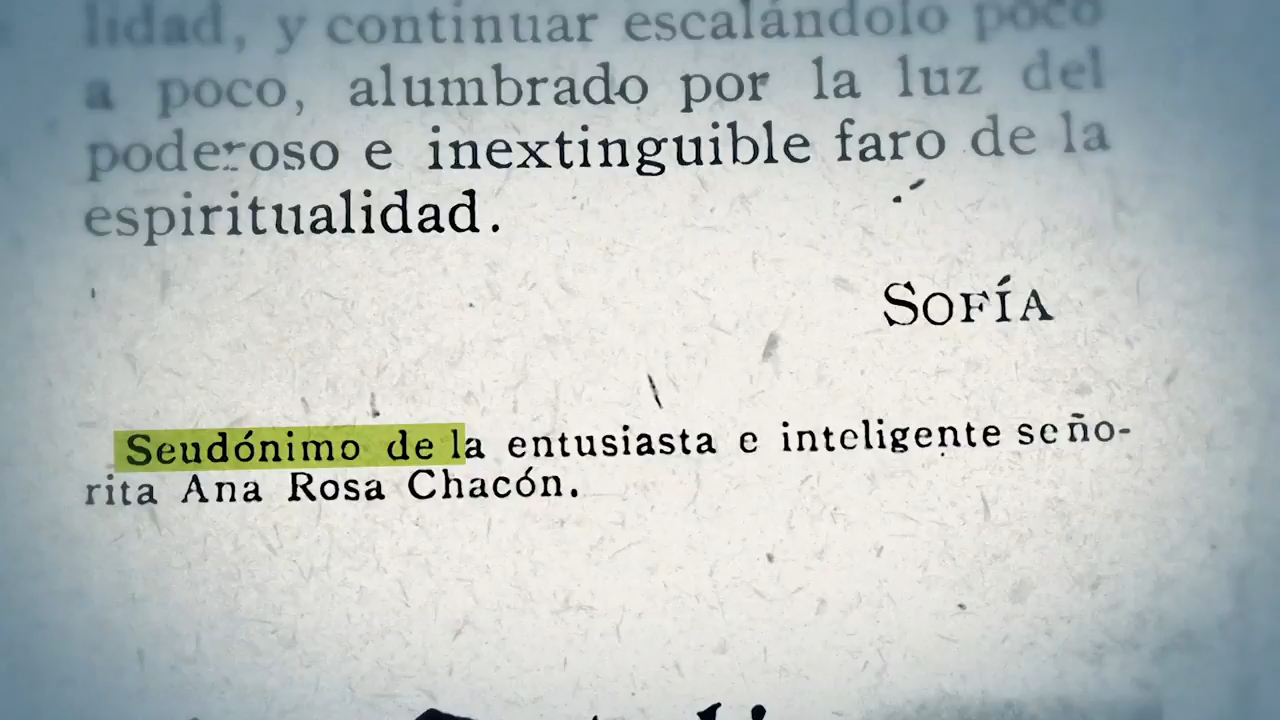 lidad, y continuar escalándolo poco
a poco, alumbrado por la luz del
poderoso e inextinguible faro de la
espiritualidad.
SOFÍA
Seudónimo de la entusiasta e inteligente seño-
rita Ana Rosa Chacón.